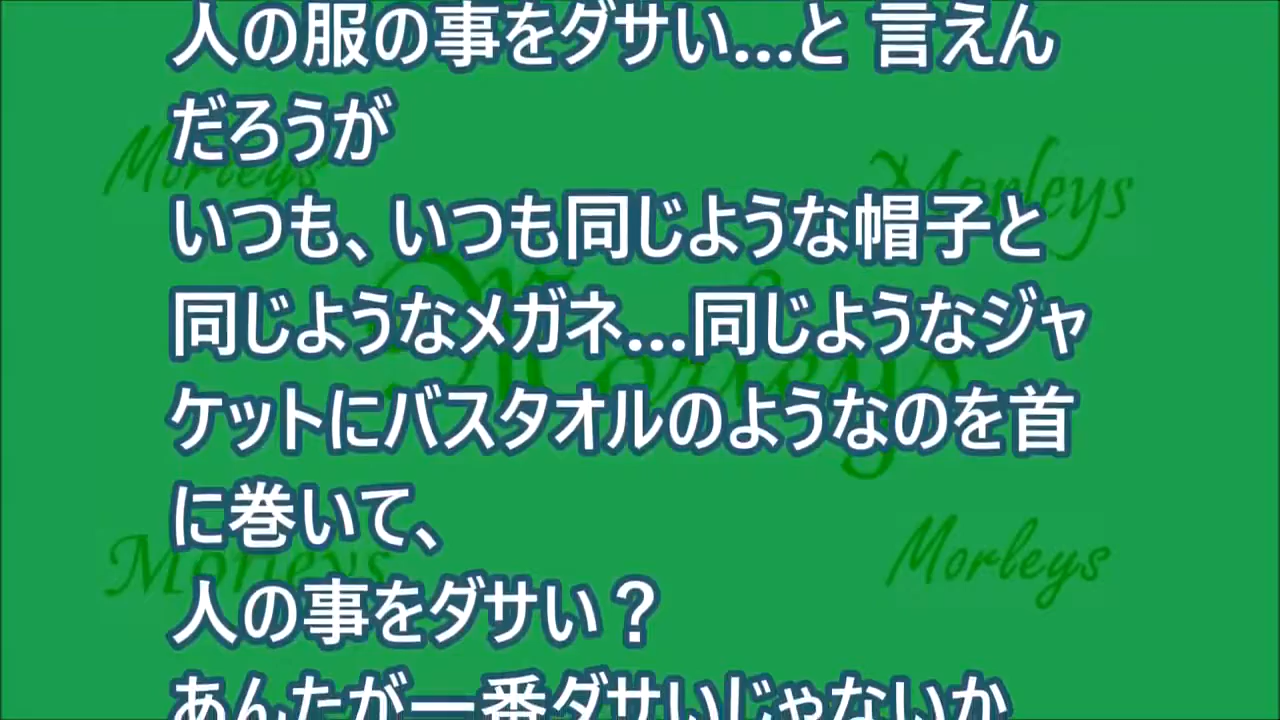 人の服の事をダサい…と 言えん
だろうが
いつも、いつも同じような帽子と
同じようなメガネ…同じようなジャ
ケットにバスタオルのようなのを首
に巻いて、
人の事をダサい？
あんたが一番ダサいじゃないか
Morleys
Morleys
Morleys
Morleys
Morleys